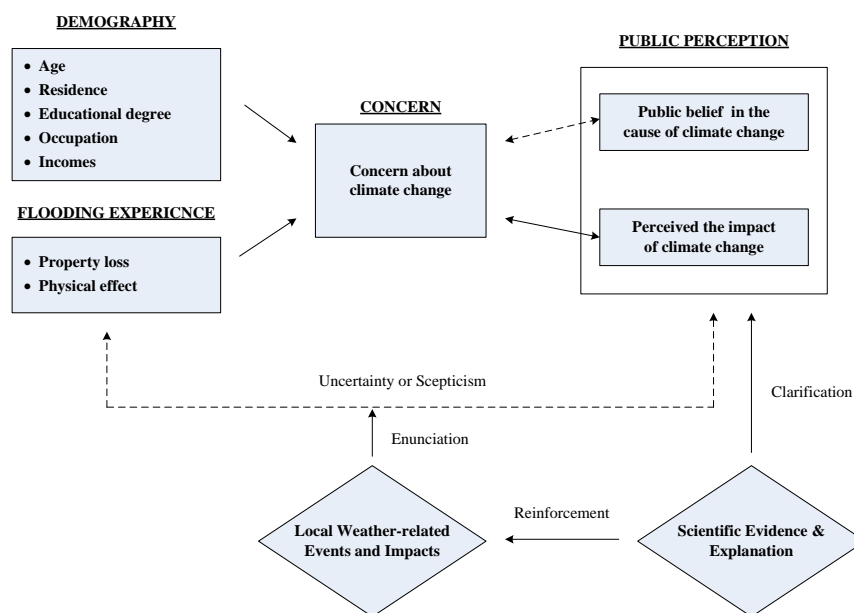 DEMOGRAPHY
• Age
• Residence
• Educational degree
• Occupation
• Incomes
FLOODING EXPERICNCE
• Property loss
• Physical effect
CONCERN
Concern about
climate change
PUBLIC PERCEPTION
Public belief in the
cause of climate change
Perceived the impact
of climate change
Uncertainty or Scepticism
Clarification
Enunciation
Local Weather-related
Events and Impacts
Reinforcement
Scientific Evidence &
Explanation